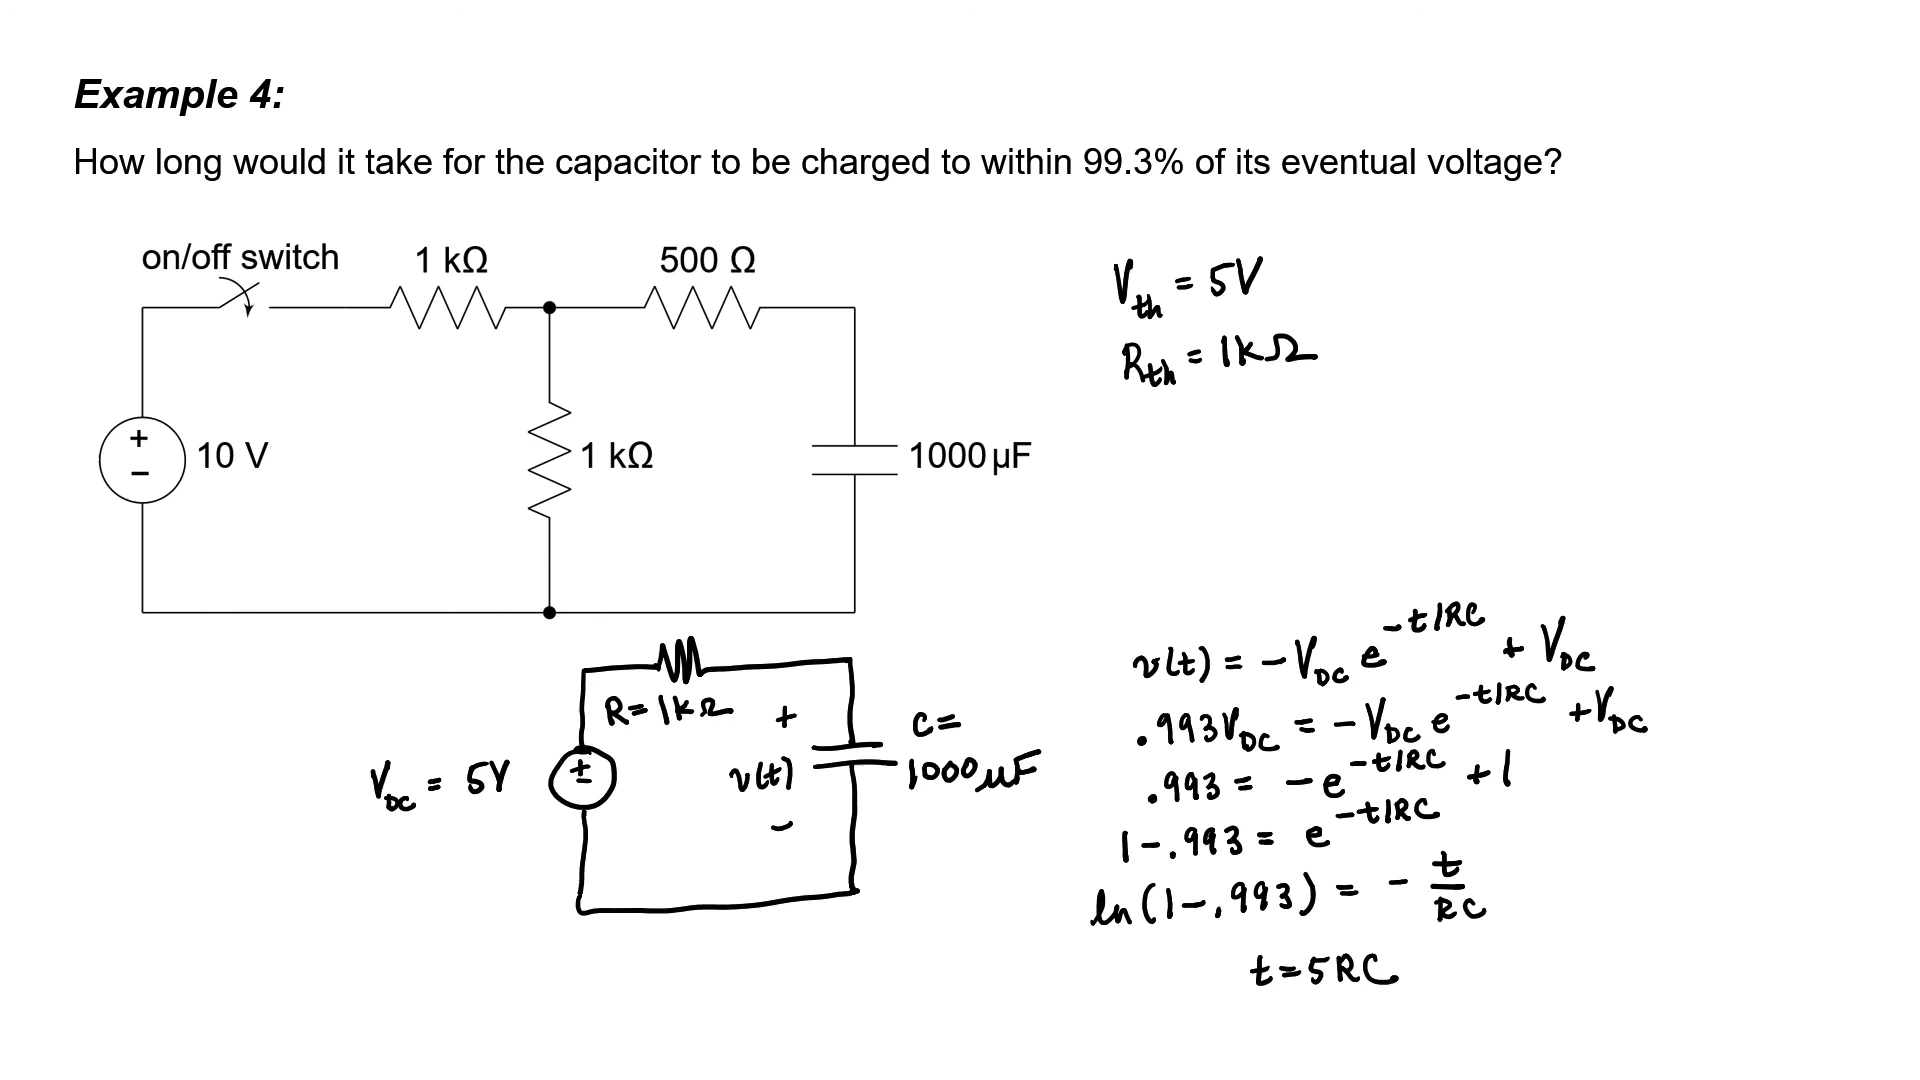 Example 4:
How long would it take for the capacitor to be charged to within 99.3% of its eventual voltage?
on/off switch
1 kΩ
500 Ω
+
−
10 V
1 kΩ
1000 µF
Vth = 5V
Rth = 1kΩ
R=1kΩ
VDC = 5V
+
−
+
v(t)
−
C=
1000µF
v(t) = -VDC e^-t/RC + VDC
.993VDC = -VDC e^-t/RC + VDC
.993 = -e^-t/RC + 1
1-.993 = e^-t/RC
ln(1-.993) = - t/RC
t=5RC